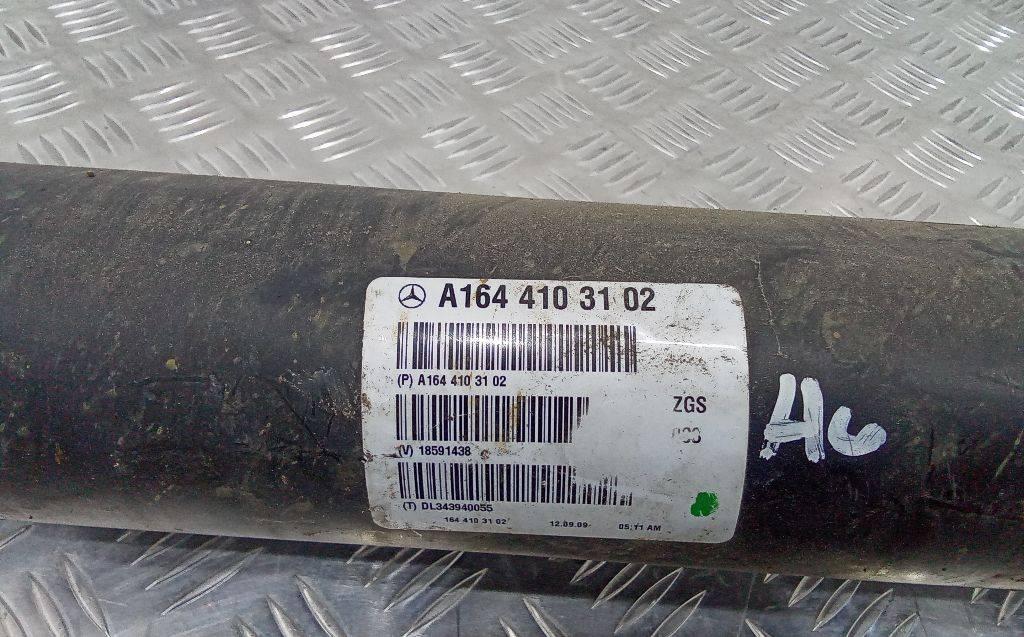 A164 410 31 02
(P) A164 410 31 02
ZGS
(V) 18591438
(T) DL343940055
164 410 31 02 12.09.09 05:11 AM